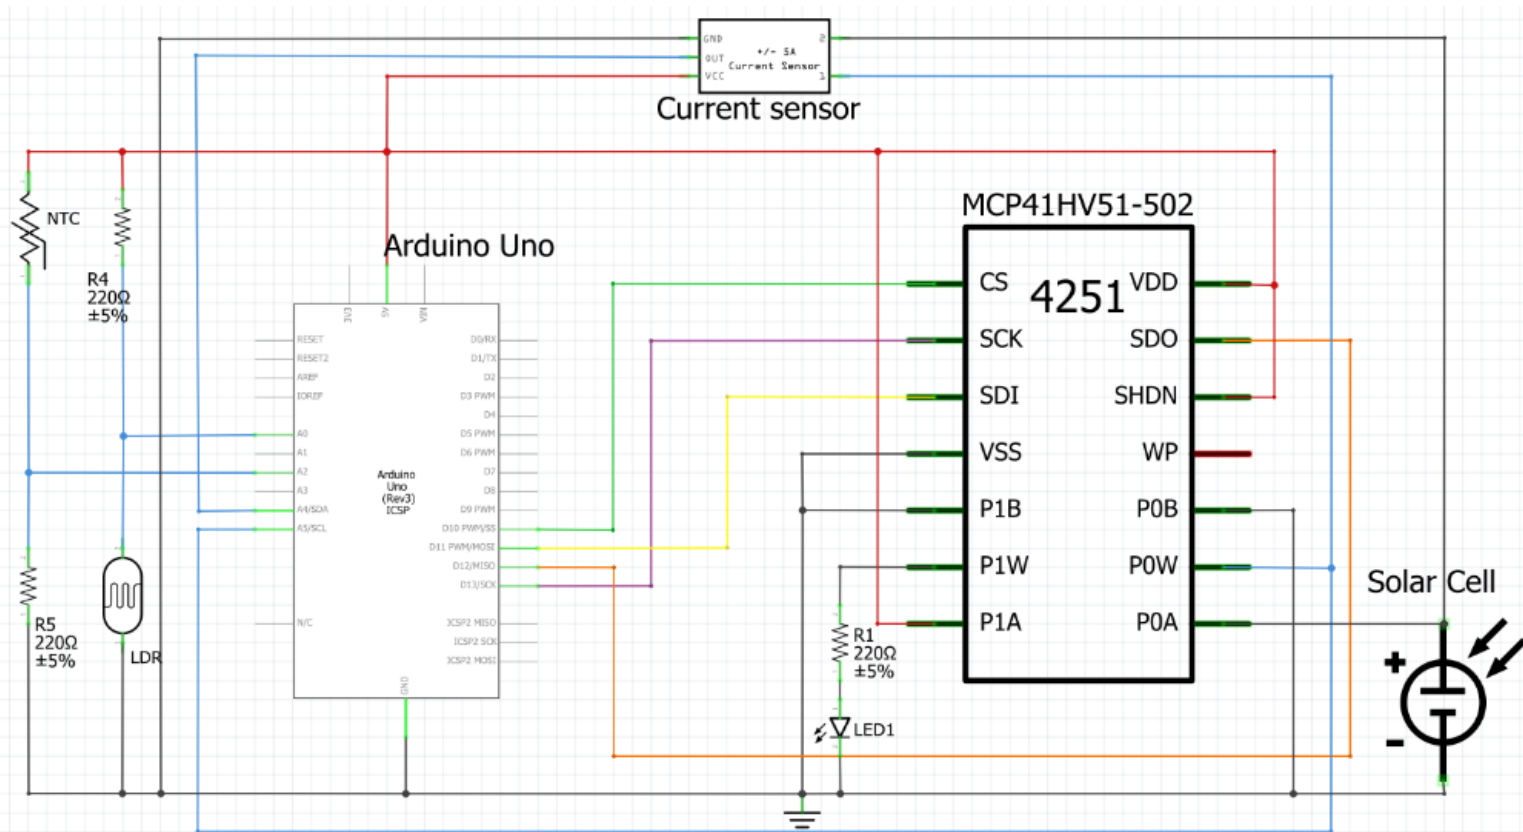 GND
OUT
VCC
+/- 5A
Current Sensor
2
1
Current sensor
NTC
R4
220Ω
±5%
Arduino Uno
3V3
5V
VIN
RESET
RESET2
AREF
IOREF
A0
A1
A2
A3
A4/SDA
A5/SCL
N/C
Arduino
Uno
(Rev3)
ICSP
D0/RX
D1/TX
D2
D3 PWM
D4
D5 PWM
D6 PWM
D7
D8
D9 PWM
D10 PWM/SS
D11 PWM/MOSI
D12/MISO
D13/SCK
ICSP2 MISO
ICSP2 SCK
ICSP2 MOSI
GND
R5
220Ω
±5%
LDR
MCP41HV51-502
4251
CS
SCK
SDI
VSS
P1B
P1W
P1A
VDD
SDO
SHDN
WP
P0B
P0W
P0A
R1
220Ω
±5%
LED1
Solar Cell
+
-